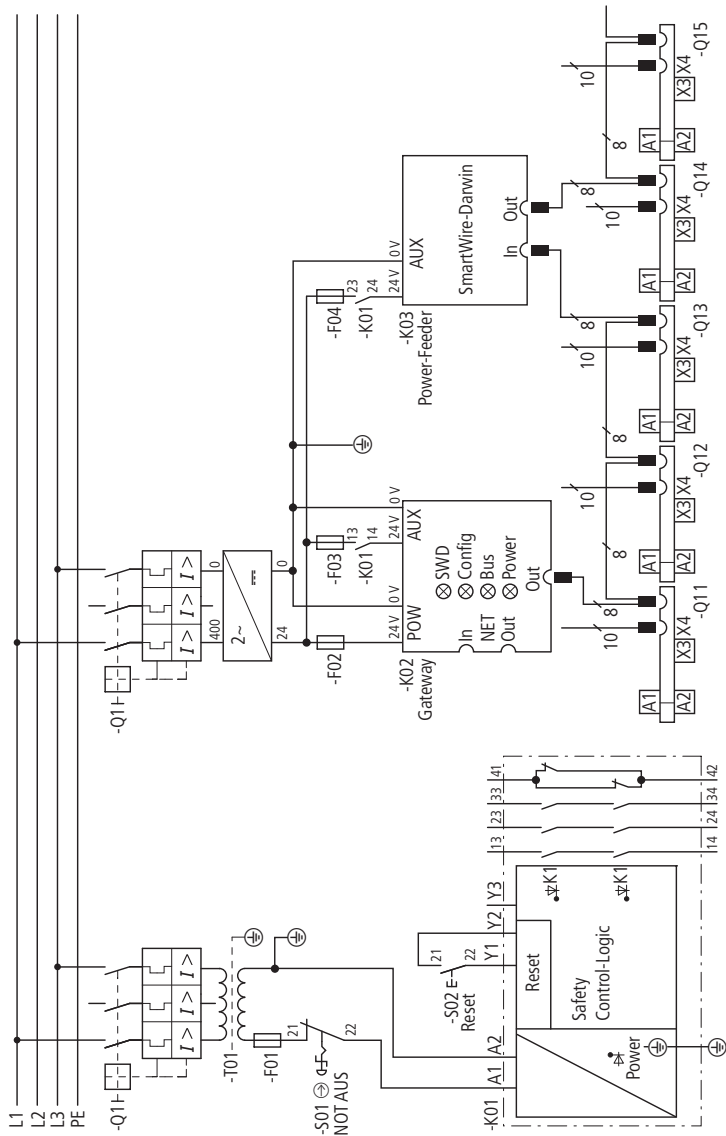 L1
L2
L3
PE
-Q1
I > I > I >
-T01
-F01
21
22
-S01
NOT AUS
-S02
Reset
21
22
-K01
A1
A2
Y1
Y2
Y3
Reset
Safety
Control-Logic
Power
K1
K1
13
23
33
41
14
24
34
42
-Q1
I > I > I >
400
0
2~
24
0
-F02
-F03
13
-K01
14
-F04
23
-K01
24
-K02
Gateway
24 V
0 V
POW
24 V
0 V
AUX
In
NET
Out
SWD
Config
Bus
Power
Out
-K03
Power-Feeder
24 V
0 V
AUX
SmartWire-Darwin
In
Out
10
8
A1
A2
X3
X4
-Q11
8
10
A1
A2
X3
X4
-Q12
8
10
8
A1
A2
X3
X4
-Q13
10
8
A1
A2
X3
X4
-Q14
8
10
A1
A2
X3
X4
-Q15